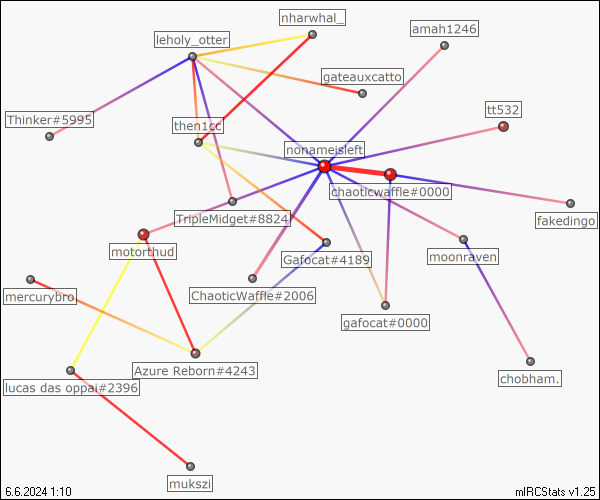 nharwhal_
amah1246
leholy_otter
gateauxcatto
tt532
Thinker#5995
then1cc
nonameisleft
chaoticwaffle#0000
TripleMidget#8824
fakedingo
motorthud
Gafocat#4189
moonraven
mercurybro.
ChaoticWaffle#2006
gafocat#0000
Azure Reborn#4243
lucas das oppai#2396
chobham.
mukszi
6.6.2024 1:10
mIRCStats v1.25